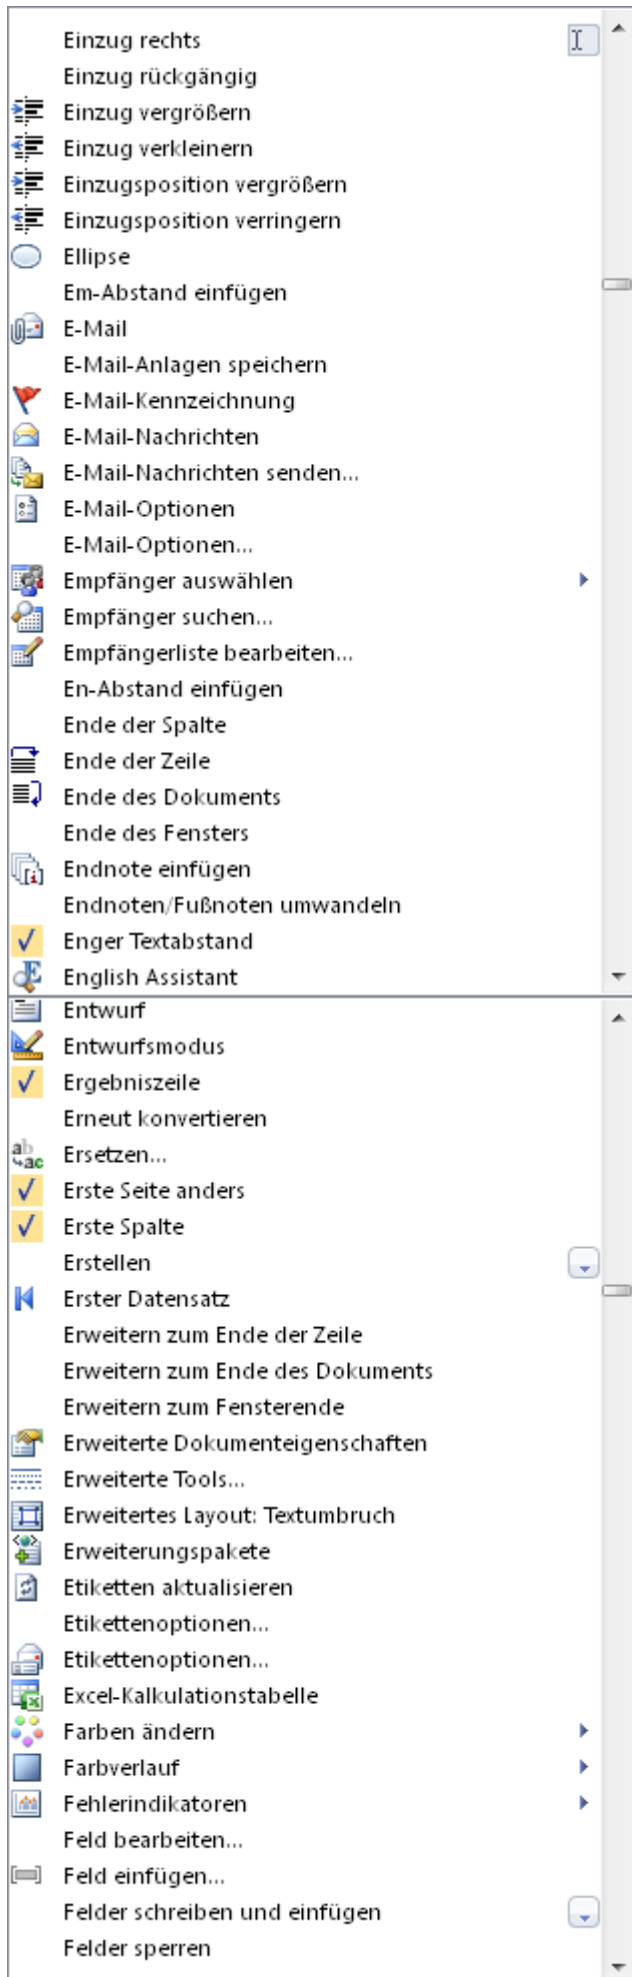 Einzug rechts
Einzug rückgängig
Einzug vergrößern
Einzug verkleinern
Einzugsposition vergrößern
Einzugsposition verringern
Ellipse
Em-Abstand einfügen
E-Mail
E-Mail-Anlagen speichern
E-Mail-Kennzeichnung
E-Mail-Nachrichten
E-Mail-Nachrichten senden...
E-Mail-Optionen
E-Mail-Optionen...
Empfänger auswählen
Empfänger suchen...
Empfängerliste bearbeiten...
En-Abstand einfügen
Ende der Spalte
Ende der Zeile
Ende des Dokuments
Ende des Fensters
Endnote einfügen
Endnoten/Fußnoten umwandeln
Enger Textabstand
English Assistant
Entwurf
Entwurfsmodus
Ergebniszeile
Erneut konvertieren
Ersetzen...
Erste Seite anders
Erste Spalte
Erstellen
Erster Datensatz
Erweitern zum Ende der Zeile
Erweitern zum Ende des Dokuments
Erweitern zum Fensterende
Erweiterte Dokumenteigenschaften
Erweiterte Tools...
Erweitertes Layout: Textumbruch
Erweiterungspakete
Etiketten aktualisieren
Etikettenoptionen...
Etikettenoptionen...
Excel-Kalkulationstabelle
Farben ändern
Farbverlauf
Fehlerindikatoren
Feld bearbeiten...
Feld einfügen...
Felder schreiben und einfügen
Felder sperren